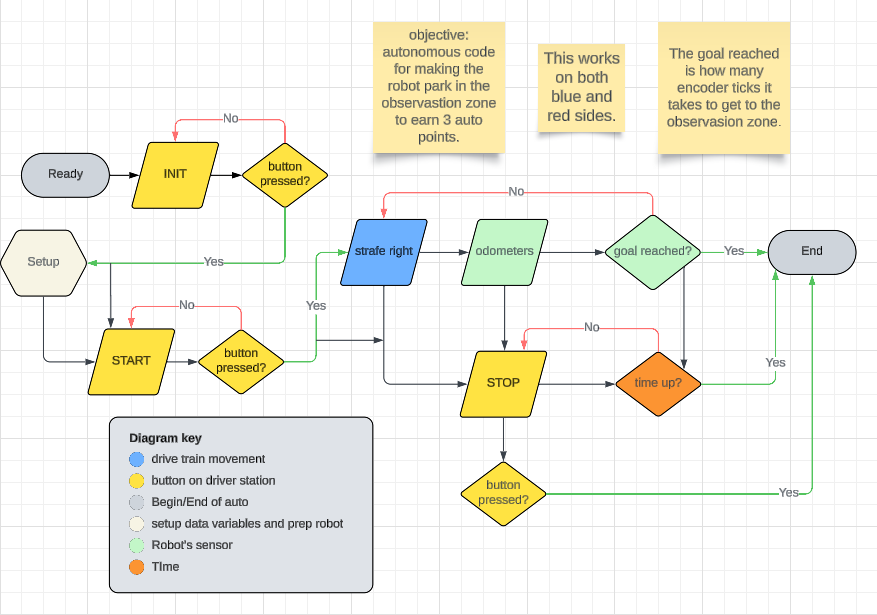 objective:
autonomous code
for making the
robot park in the
observastion zone
to earn 3 auto
points.
This works
on both
blue and
red sides.
The goal reached
is how many
encoder ticks it
takes to get to the
observasion zone.
No
Ready
INIT
button
pressed?
No
strafe right
odometers
goal reached?
Yes
End
Setup
Yes
Yes
No
START
button
pressed?
No
STOP
time up?
Yes
button
pressed?
Yes
Diagram key
drive train movement
button on driver station
Begin/End of auto
setup data variables and prep robot
Robot's sensor
TIme